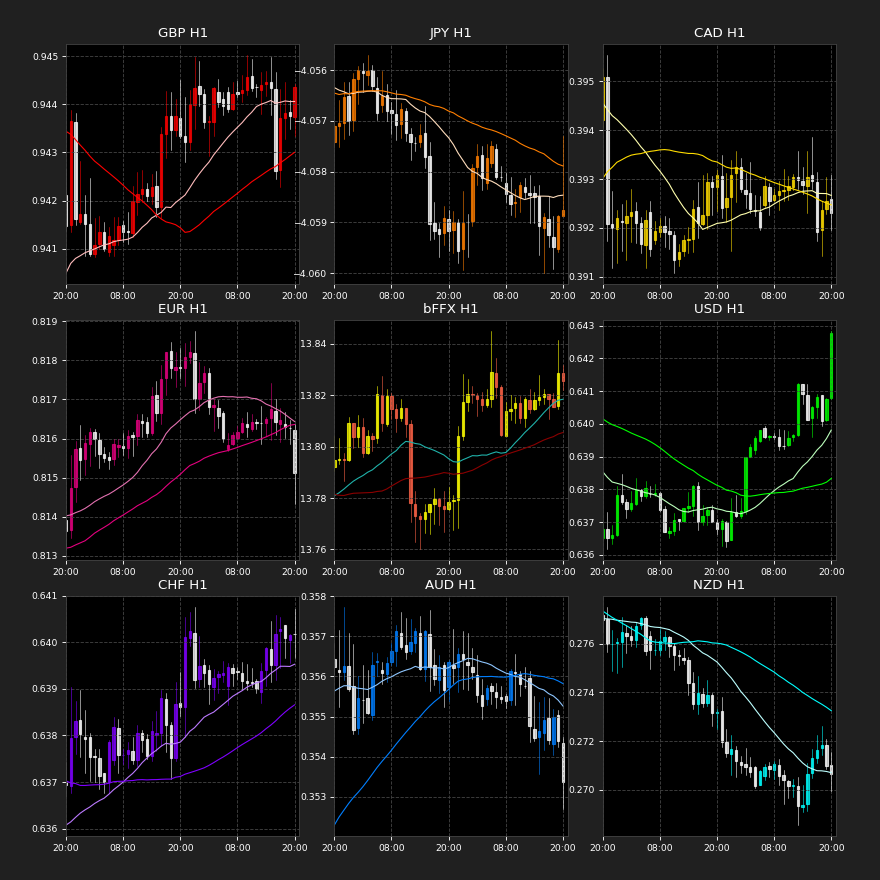 GBP H1
0.945
0.944
0.943
0.942
0.941
20:00 08:00 20:00 08:00 20:00
JPY H1
−4.056
−4.057
−4.058
−4.059
−4.060
20:00 08:00 20:00 08:00 20:00
CAD H1
0.395
0.394
0.393
0.392
0.391
20:00 08:00 20:00 08:00 20:00
EUR H1
0.819
0.818
0.817
0.816
0.815
0.814
0.813
20:00 08:00 20:00 08:00 20:00
bFFX H1
13.84
13.82
13.80
13.78
13.76
20:00 08:00 20:00 08:00 20:00
USD H1
0.643
0.642
0.641
0.640
0.639
0.638
0.637
0.636
20:00 08:00 20:00 08:00 20:00
CHF H1
0.641
0.640
0.639
0.638
0.637
0.636
20:00 08:00 20:00 08:00 20:00
AUD H1
0.358
0.357
0.356
0.355
0.354
0.353
20:00 08:00 20:00 08:00 20:00
NZD H1
0.276
0.274
0.272
0.270
20:00 08:00 20:00 08:00 20:00